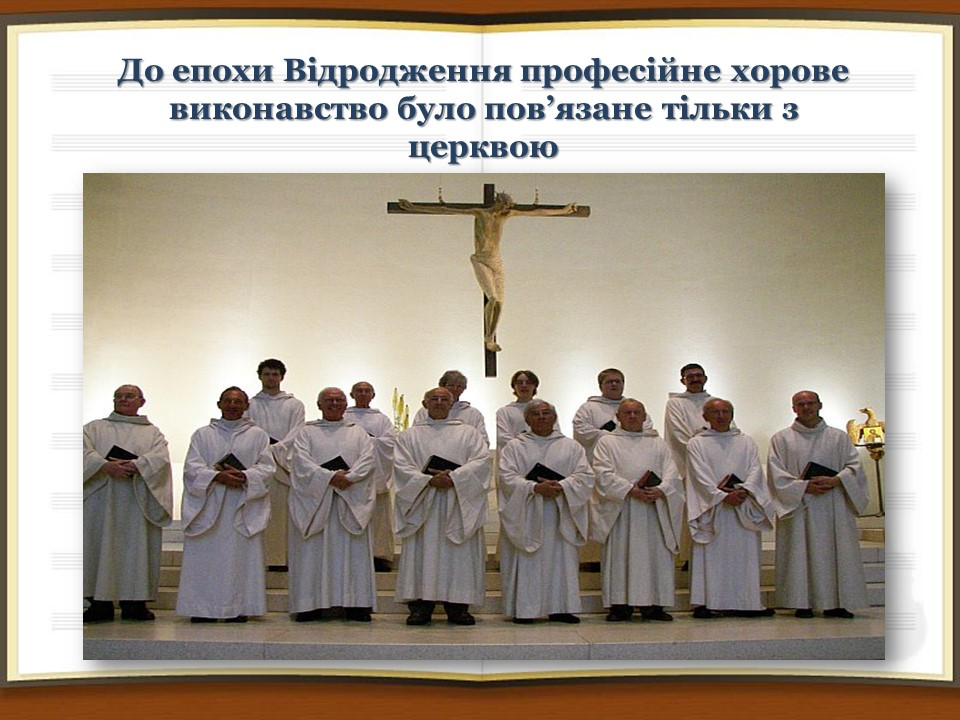 До епохи Відродження професійне хорове
виконавство було пов’язане тільки з
церквою